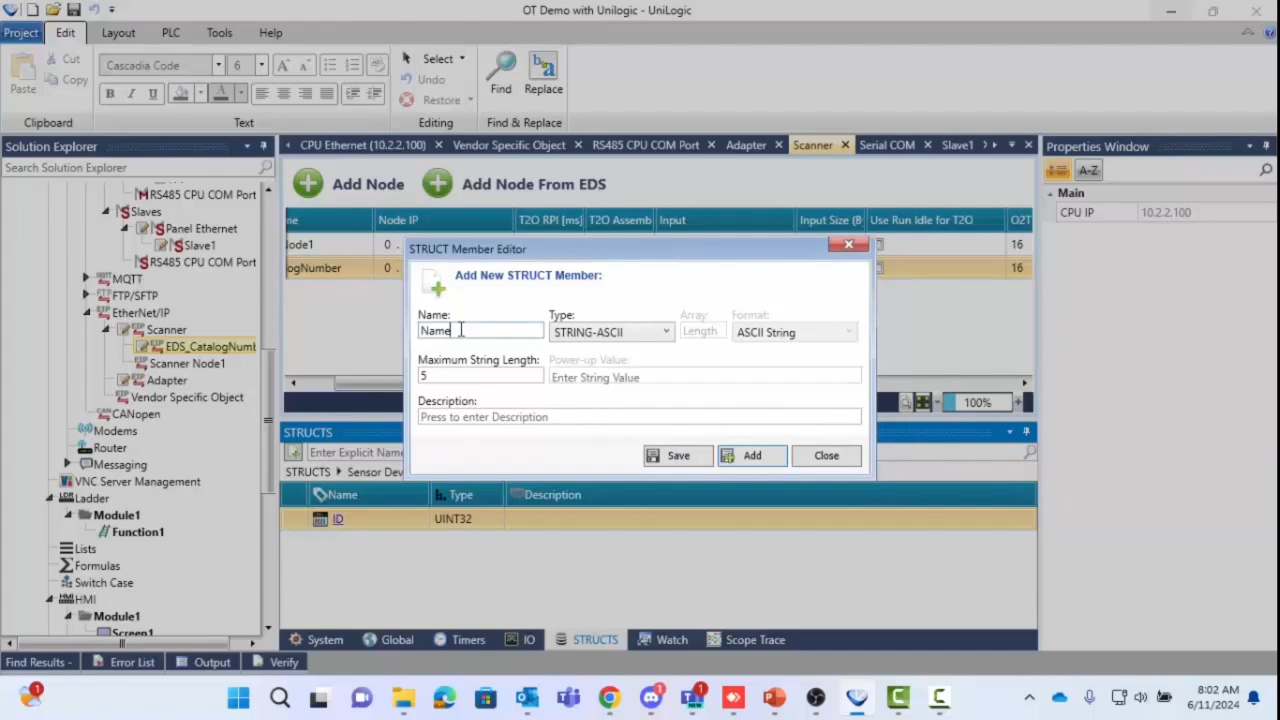 OT Demo with Unilogic - UniLogic
Project Edit Layout PLC Tools Help
Paste Cut Copy
Clipboard
Cascadia Code 6
B I U
Text
Select
Undo
Restore
Editing
Find Replace
Find & Replace
Solution Explorer
Search Solution Explorer
RS485 CPU COM Port
Slaves
Panel Ethernet
Slave1
RS485 CPU COM Port
MQTT
FTP/SFTP
EtherNet/IP
Scanner
EDS_CatalogNumb
Scanner Node1
Adapter
Vendor Specific Object
CANopen
Modems
Router
Messaging
VNC Server Management
Ladder
Module1
Function1
Lists
Formulas
Switch Case
HMI
Module1
Screen1
CPU Ethernet (10.2.2.100) Vendor Specific Object RS485 CPU COM Port Adapter Scanner Serial COM Slave1
Add Node Add Node From EDS
me Node IP T2O RPI [ms] T2O Assemb Input Input Size (B Use Run Idle for T2O O2T
Node1 0 . 16
ogNumber 0 . 16
STRUCT Member Editor
Add New STRUCT Member:
Name: Type: Array: Format:
Name STRING-ASCII Length ASCII String
Maximum String Length: Power-up Value:
5 Enter String Value
Description:
Press to enter Description
Save Add Close
100%
STRUCTS
Enter Explicit Name
STRUCTS Sensor Dev
Name Type Description
ID UINT32
System Global Timers IO STRUCTS Watch Scope Trace
Properties Window
A-Z
Main
CPU IP 10.2.2.100
Find Results - Error List Output Verify
1 1 1 NEW
8:02 AM
6/11/2024